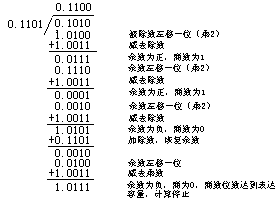 0.1100
0.1101 0.1010
1.0100 被除数左移一位（乘2）
+1.0011 减去除数
0.0111 余数为正，商数为1
0.1110 余数左移一位（乘2）
+1.0011 减去除数
0.0001 余数为正，商数为1
0.0010 余数左移一位（乘2）
+1.0011 减去除数
1.0101 余数为负，商数为0
+0.1101 加除数，恢复余数
0.0010
0.0100 余数左移一位
+1.0011 减去乘数
1.0111 余数为负，商为0，商数位数达到表达
容量，计算停止